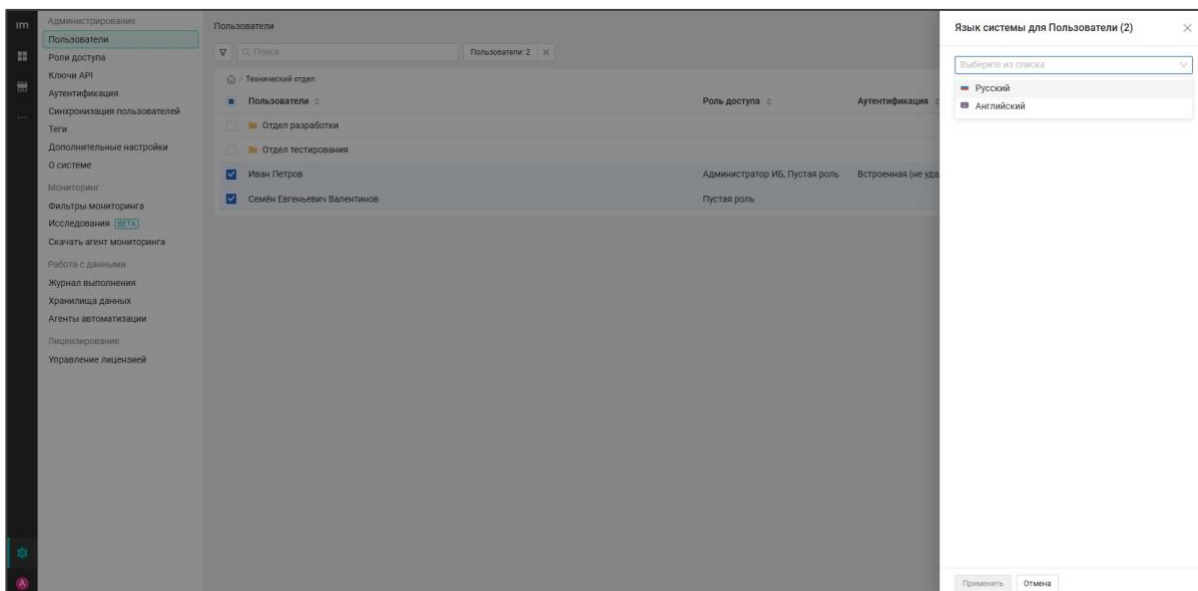 im
Администрирование
Пользователи
Роли доступа
Ключи API
Аутентификация
Синхронизация пользователей
Теги
Дополнительные настройки
О системе
Мониторинг
Фильтры мониторинга
Исследования BETA
Скачать агент мониторинга
Работа с данными
Журнал выполнения
Хранилища данных
Агенты автоматизации
Лицензирование
Управление лицензией
A
Пользователи
Поиск
Пользователи: 2
/ Технический отдел
Пользователи Роль доступа Аутентификация
Отдел разработки
Отдел тестирования
Иван Петров Администратор ИБ, Пустая роль Встроенная (не уда
Семён Евгеньевич Валентинов Пустая роль
Язык системы для Пользователи (2)
Выберите из списка
Русский
Английский
Применить Отмена